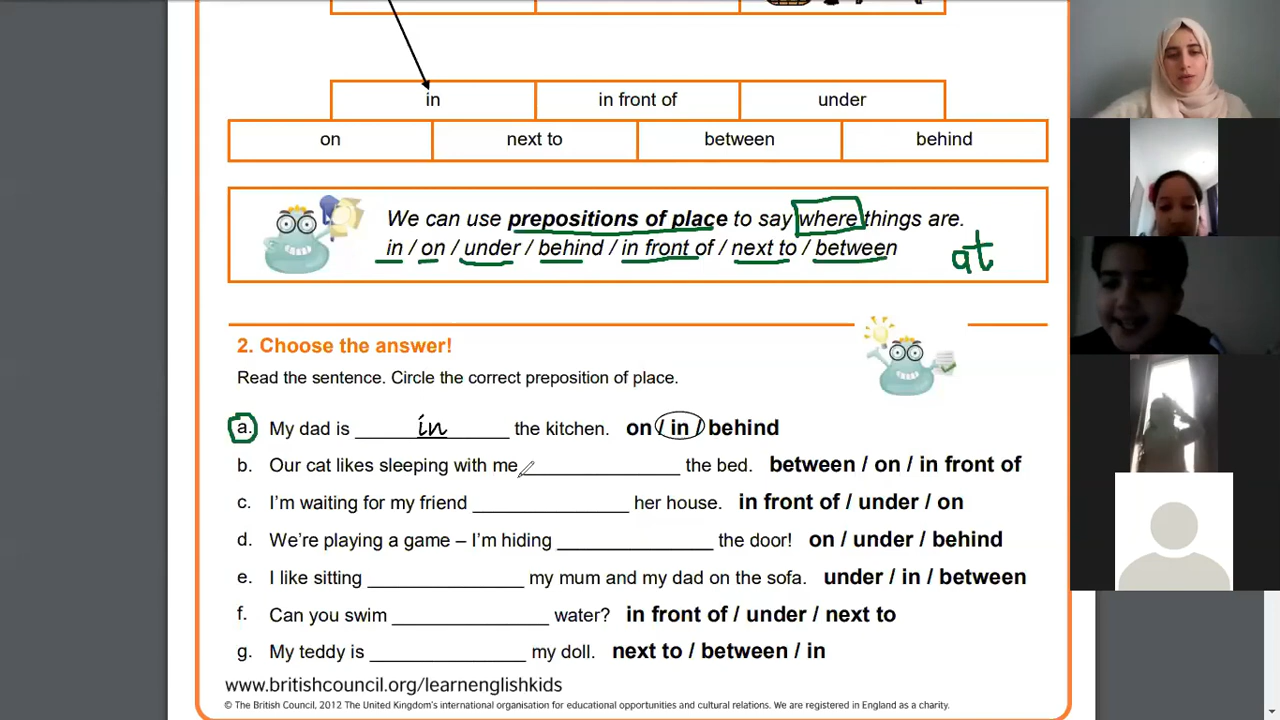 in in front of under
on next to between behind
We can use prepositions of place to say where things are.
in / on / under / behind / in front of / next to / between
at
2. Choose the answer!
Read the sentence. Circle the correct preposition of place.
a. My dad is ______in______ the kitchen. on / in / behind
b. Our cat likes sleeping with me ____________ the bed. between / on / in front of
c. I'm waiting for my friend ____________ her house. in front of / under / on
d. We're playing a game – I'm hiding ____________ the door! on / under / behind
e. I like sitting ____________ my mum and my dad on the sofa. under / in / between
f. Can you swim ____________ water? in front of / under / next to
g. My teddy is ____________ my doll. next to / between / in
www.britishcouncil.org/learnenglishkids
© The British Council, 2012 The United Kingdom's international organisation for educational opportunities and cultural relations. We are registered in England as a charity.